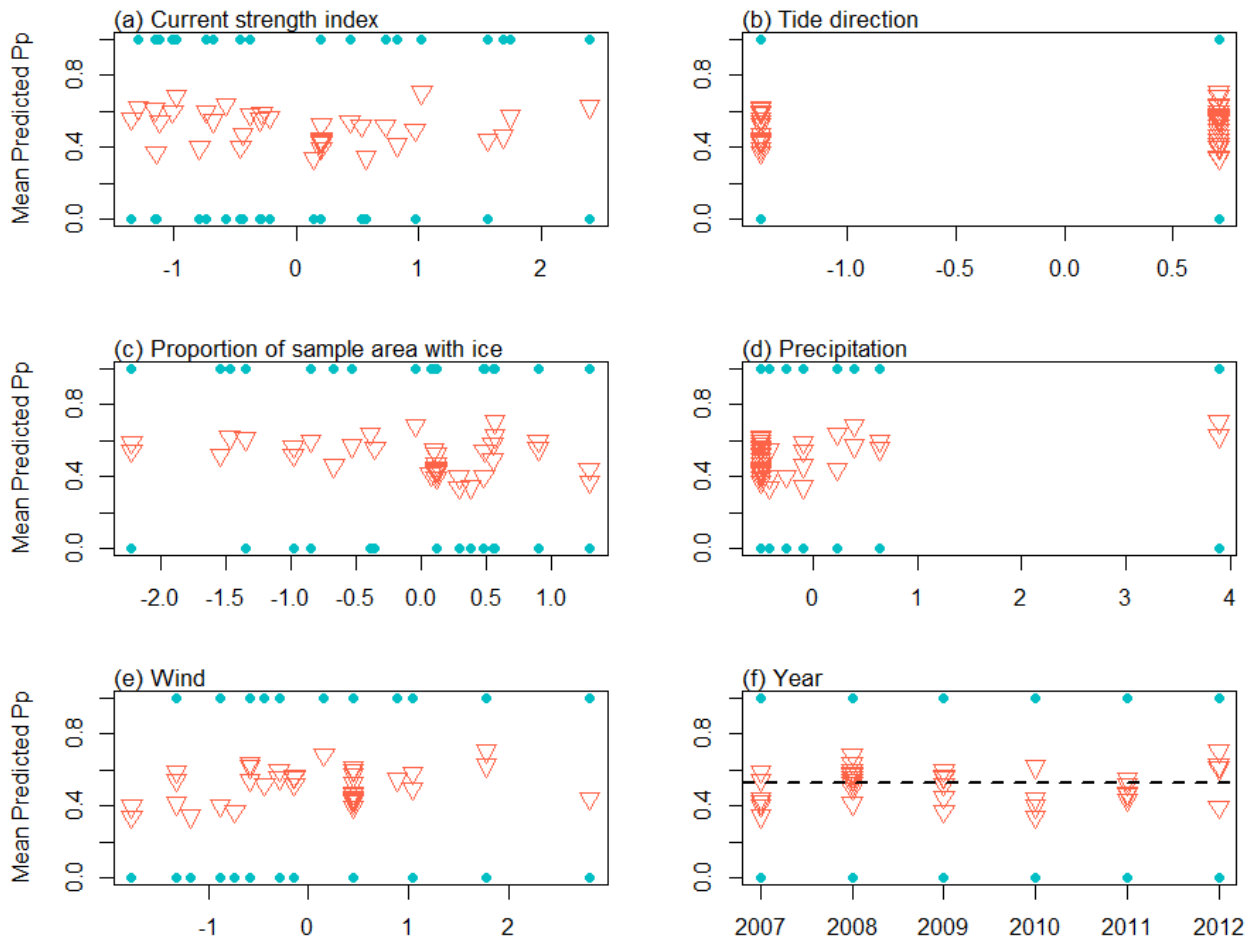 (a) Current strength index
(b) Tide direction
Mean Predicted Pp
0.0 0.4 0.8
0.0 0.4 0.8
-1 0 1 2
-1.0 -0.5 0.0 0.5
(c) Proportion of sample area with ice
(d) Precipitation
Mean Predicted Pp
0.0 0.4 0.8
0.0 0.4 0.8
-2.0 -1.5 -1.0 -0.5 0.0 0.5 1.0
0 1 2 3 4
(e) Wind
(f) Year
Mean Predicted Pp
0.0 0.4 0.8
0.0 0.4 0.8
-1 0 1 2
2007 2008 2009 2010 2011 2012